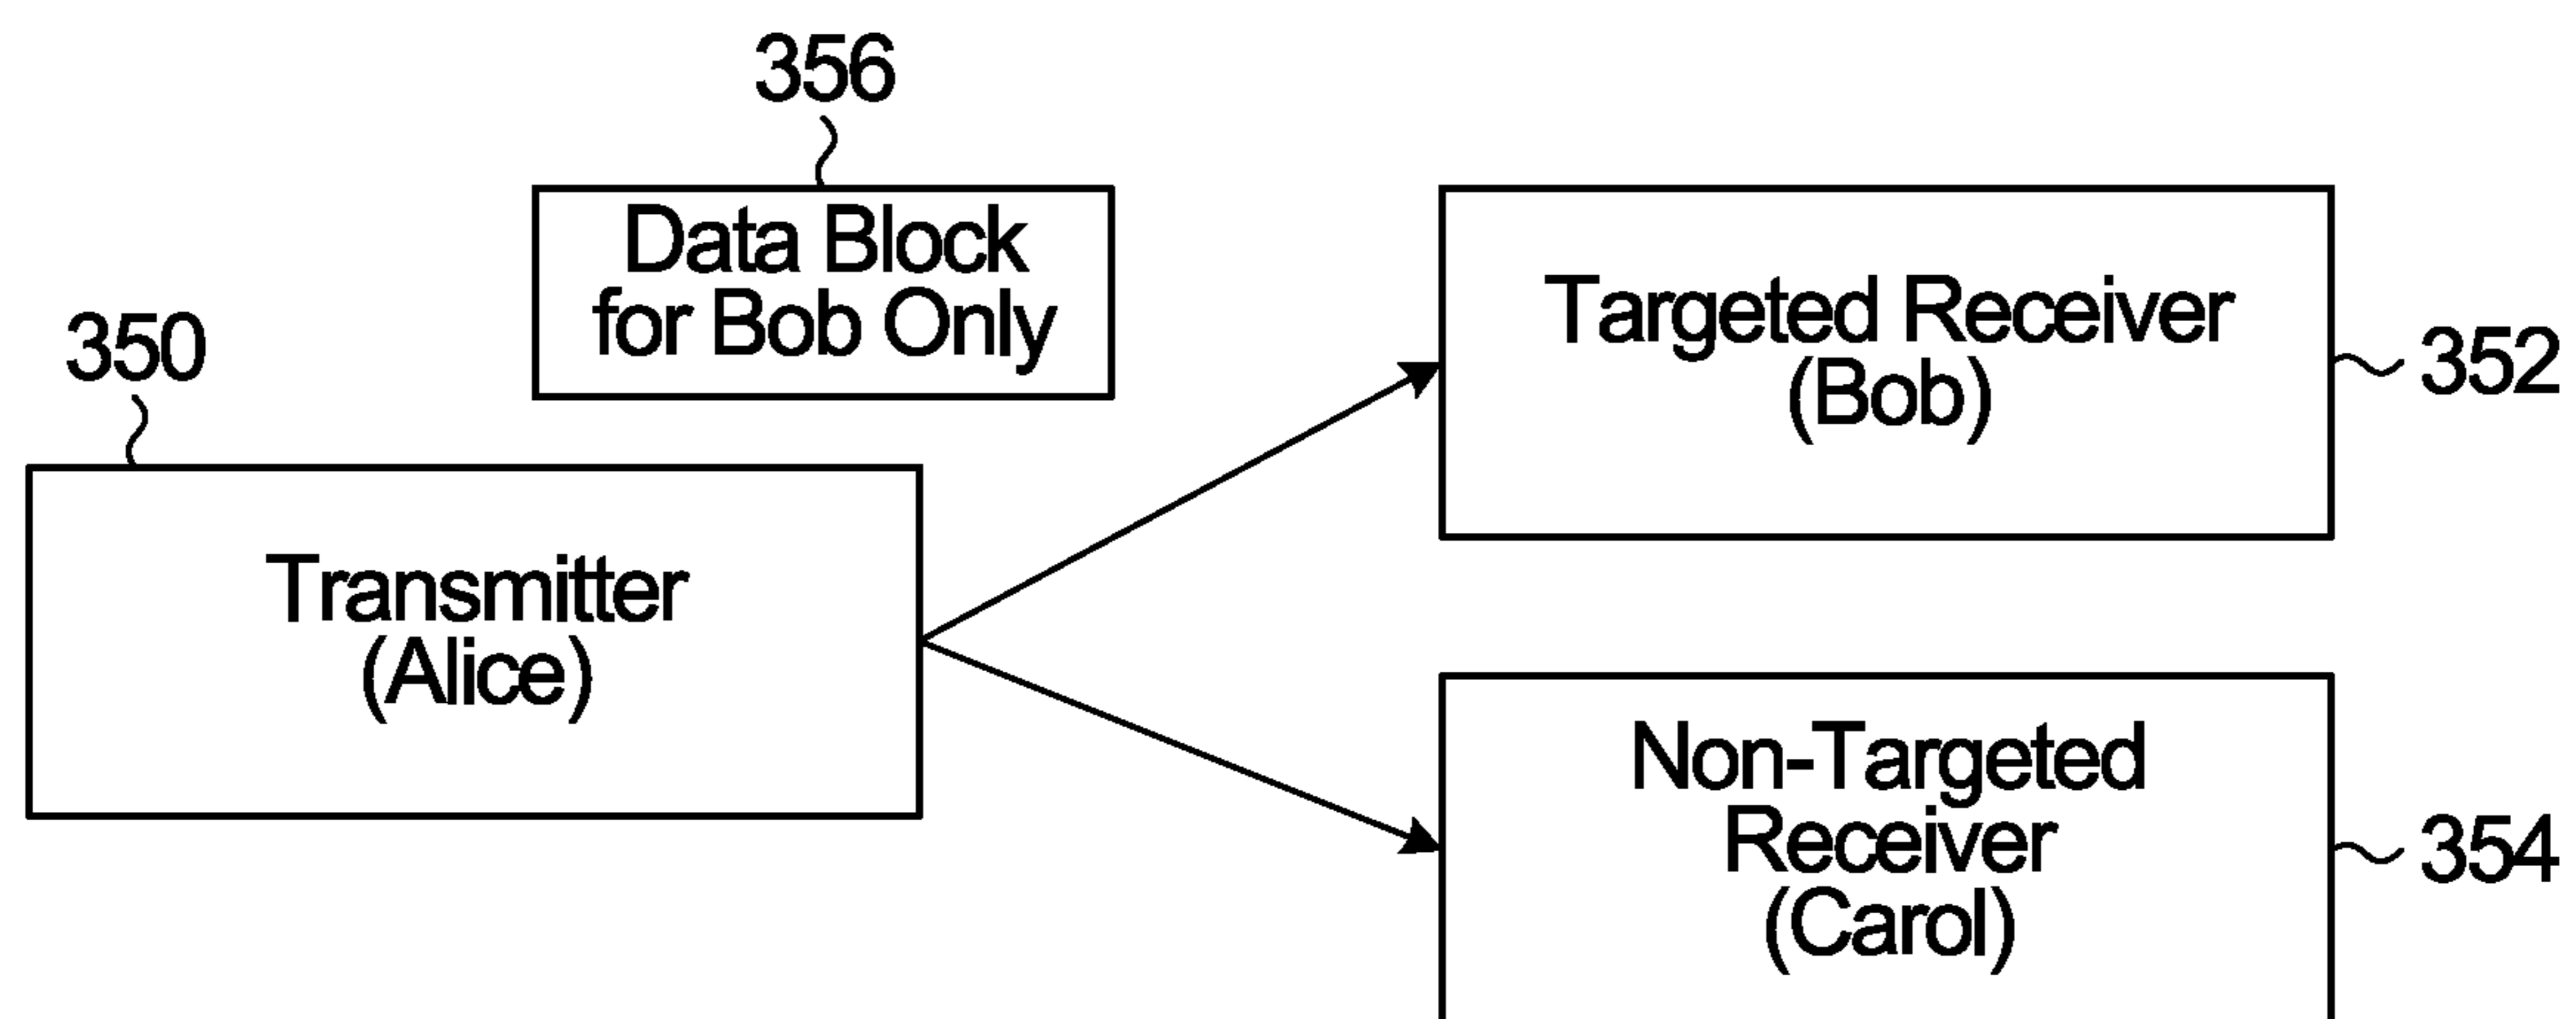 356
Data Block
for Bob Only
350
Transmitter
(Alice)
Targeted Receiver
(Bob)
352
Non-Targeted
Receiver
(Carol)
354